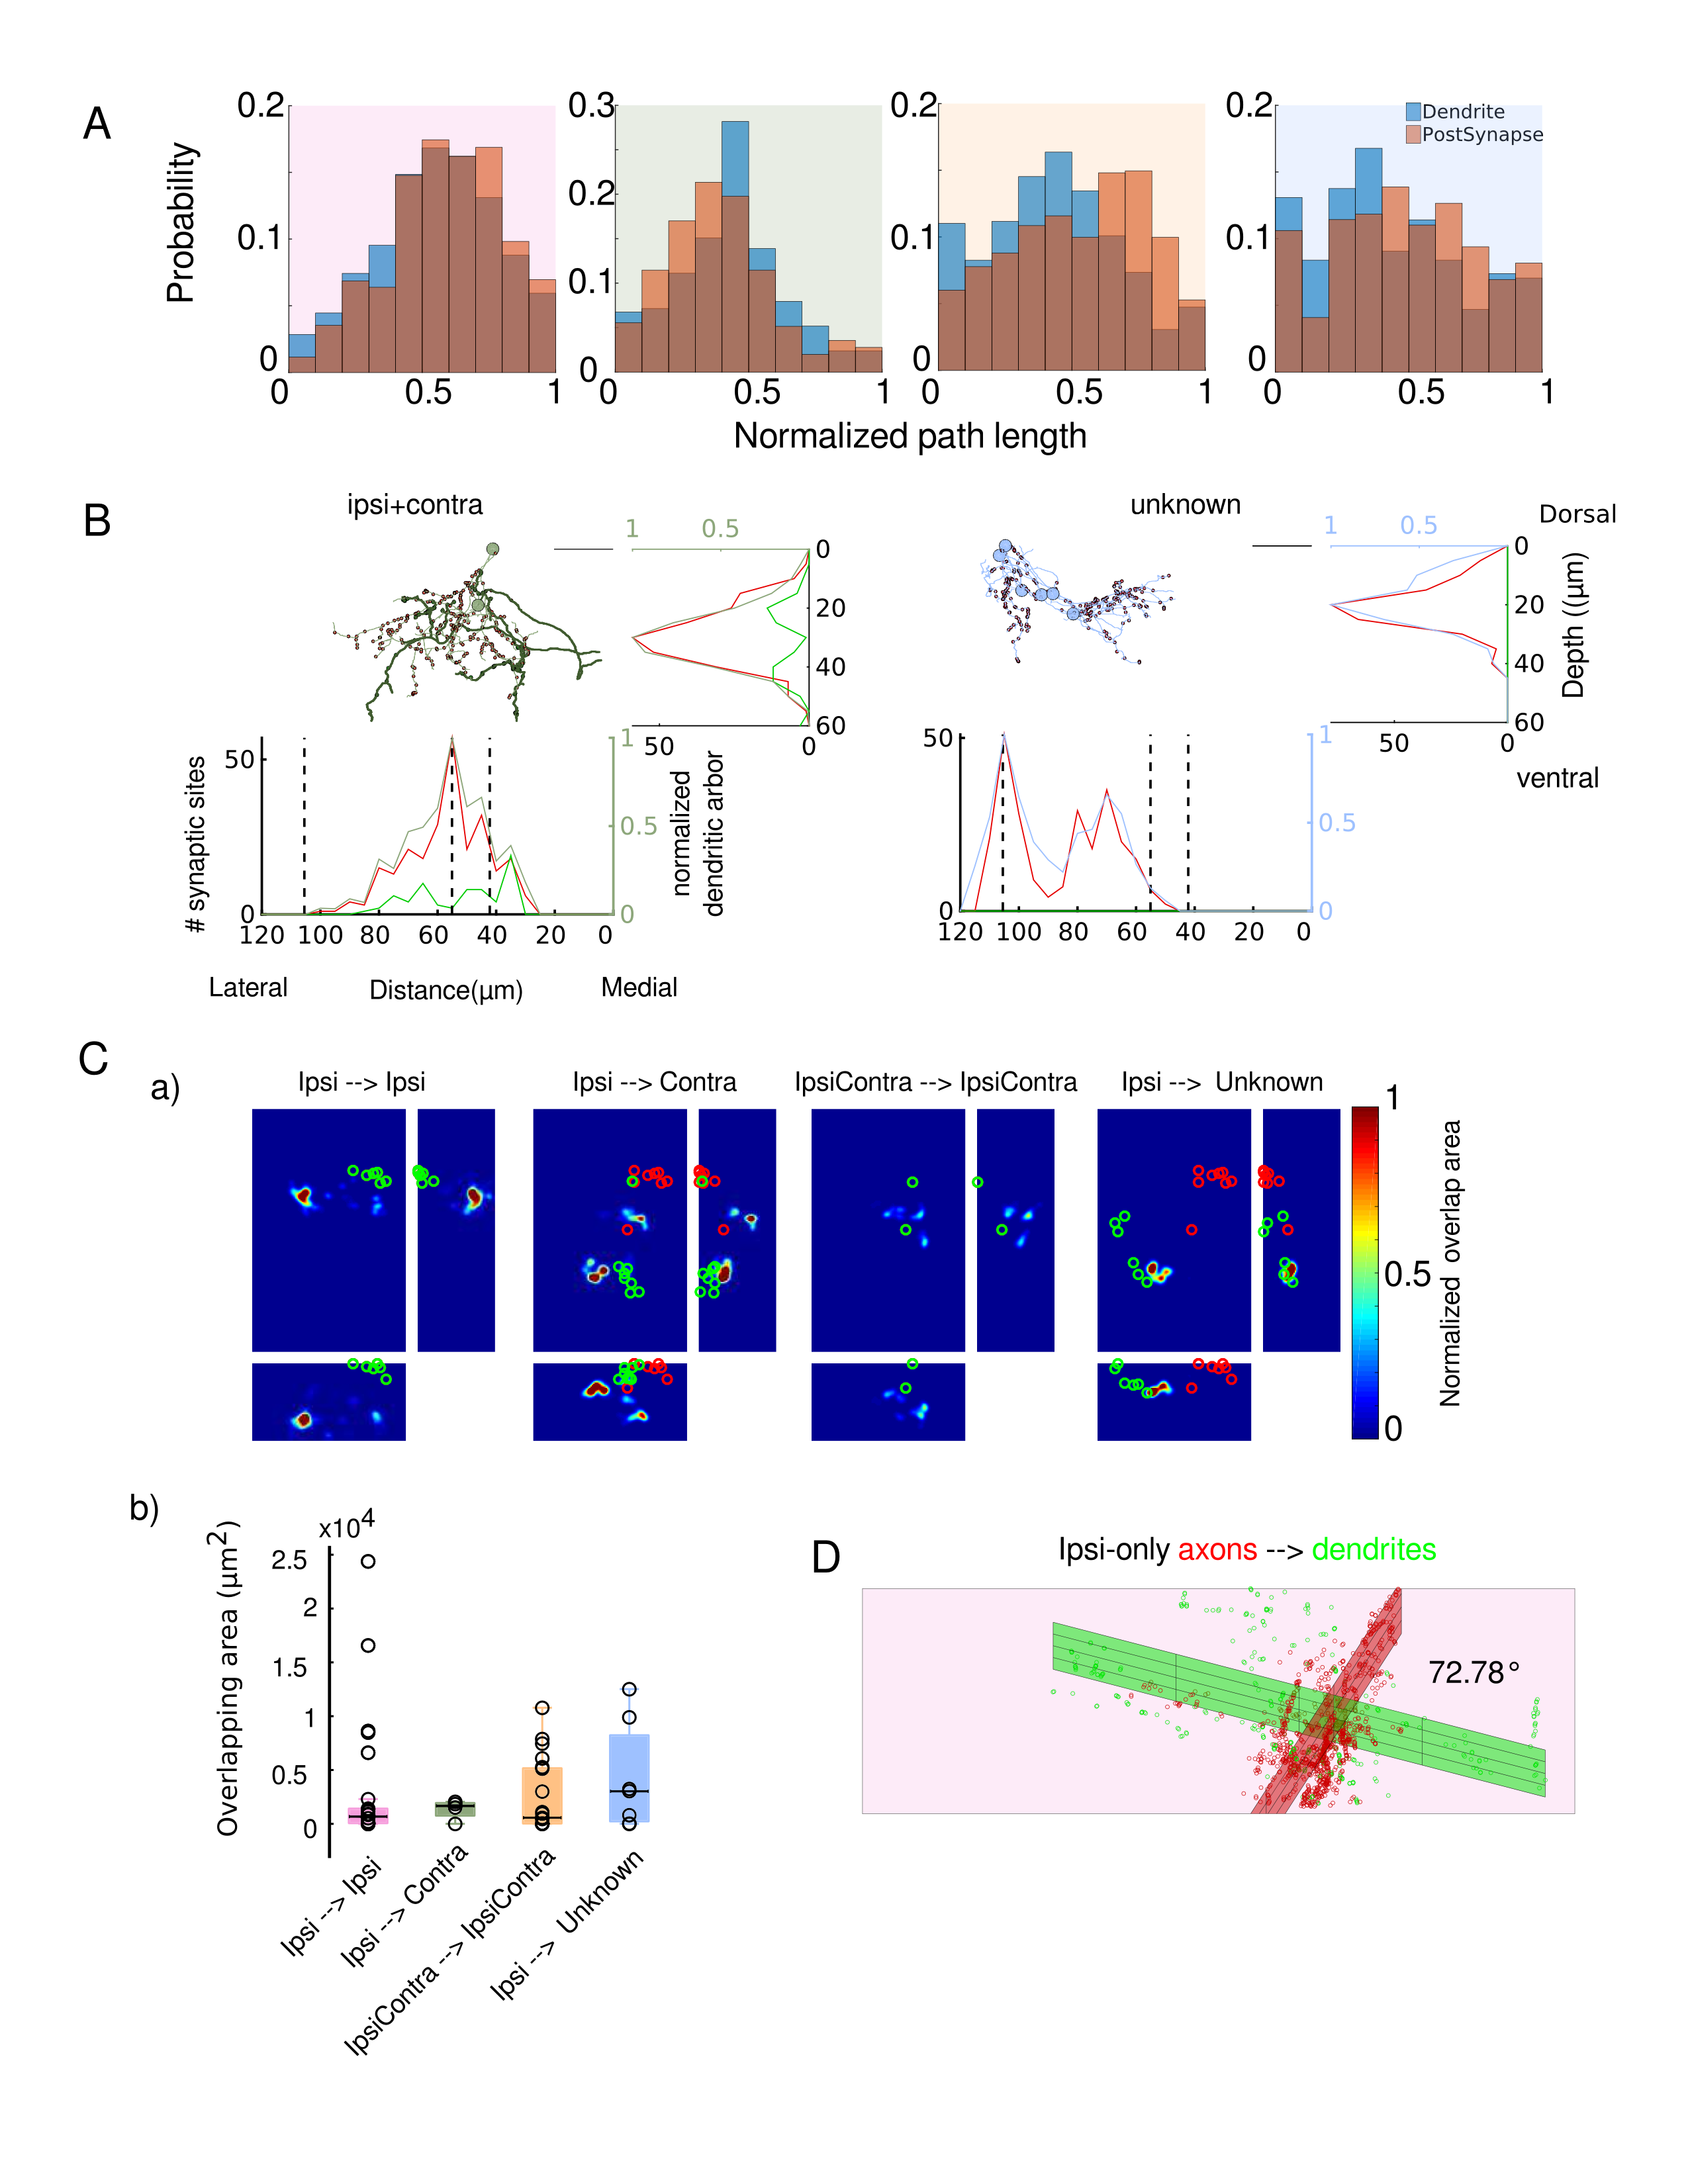 A
Probability
0.2
0.1
0
0
0.5
1
0.3
0.2
0.1
0
0
0.5
1
0.2
0.1
0
0
0.5
1
0.2
0.1
0
0
0.5
1
Dendrite
PostSynapse
Normalized path length
B
ipsi+contra
1
0.5
0
20
40
60
50
0
# synaptic sites
50
0
120 100 80 60 40 20 0
1
0.5
0
normalized
dendritic arbor
Lateral
Distance(μm)
Medial
unknown
1
0.5
Dorsal
0
20
40
60
Depth ((μm)
50
0
ventral
50
0
120 100 80 60 40 20 0
1
0.5
0
C
a)
Ipsi --> Ipsi
Ipsi --> Contra
IpsiContra --> IpsiContra
Ipsi --> Unknown
1
0.5
0
Normalized overlap area
b)
Overlapping area (μm²)
x10⁴
2.5
2
1.5
1
0.5
0
Ipsi --> Ipsi
Ipsi --> Contra
IpsiContra --> IpsiContra
Ipsi --> Unknown
D
Ipsi-only axons --> dendrites
72.78°